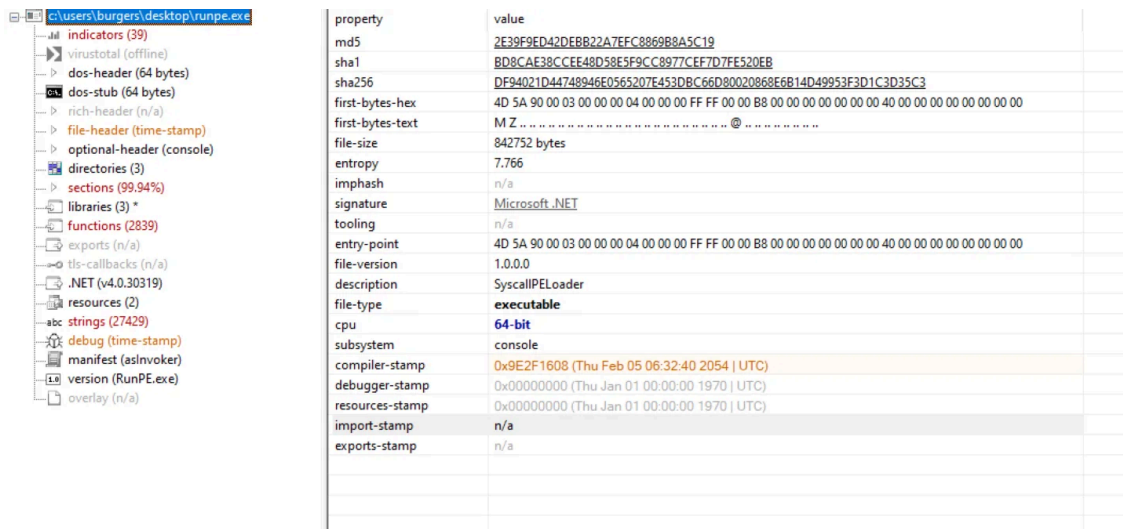 c:\users\burgers\desktop\runpe.exe
indicators (39)
virustotal (offline)
dos-header (64 bytes)
dos-stub (64 bytes)
rich-header (n/a)
file-header (time-stamp)
optional-header (console)
directories (3)
sections (99.94%)
libraries (3) *
functions (2839)
exports (n/a)
tls-callbacks (n/a)
.NET (v4.0.30319)
resources (2)
abc strings (27429)
debug (time-stamp)
manifest (asInvoker)
1.0 version (RunPE.exe)
overlay (n/a)
property value
md5 2E39F9ED42DEBB22A7EFC8869B8A5C19
sha1 BD8CAE38CCEE48D58E5F9CC8977CEF7D7FE520EB
sha256 DF94021D44748946E0565207E453DBC66D80020868E6B14D49953F3D1C3D35C3
first-bytes-hex 4D 5A 90 00 03 00 00 00 04 00 00 00 FF FF 00 00 B8 00 00 00 00 00 00 00 40 00 00 00 00 00 00 00
first-bytes-text M Z .. .. .. .. .. .. .. .. .. .. .. .. .. .. .. .. .. .. .. .. .. .. @ .. .. .. .. .. .. ..
file-size 842752 bytes
entropy 7.766
imphash n/a
signature Microsoft .NET
tooling n/a
entry-point 4D 5A 90 00 03 00 00 00 04 00 00 00 FF FF 00 00 B8 00 00 00 00 00 00 00 40 00 00 00 00 00 00 00
file-version 1.0.0.0
description SyscallPELoader
file-type executable
cpu 64-bit
subsystem console
compiler-stamp 0x9E2F1608 (Thu Feb 05 06:32:40 2054 | UTC)
debugger-stamp 0x00000000 (Thu Jan 01 00:00:00 1970 | UTC)
resources-stamp 0x00000000 (Thu Jan 01 00:00:00 1970 | UTC)
import-stamp n/a
exports-stamp n/a